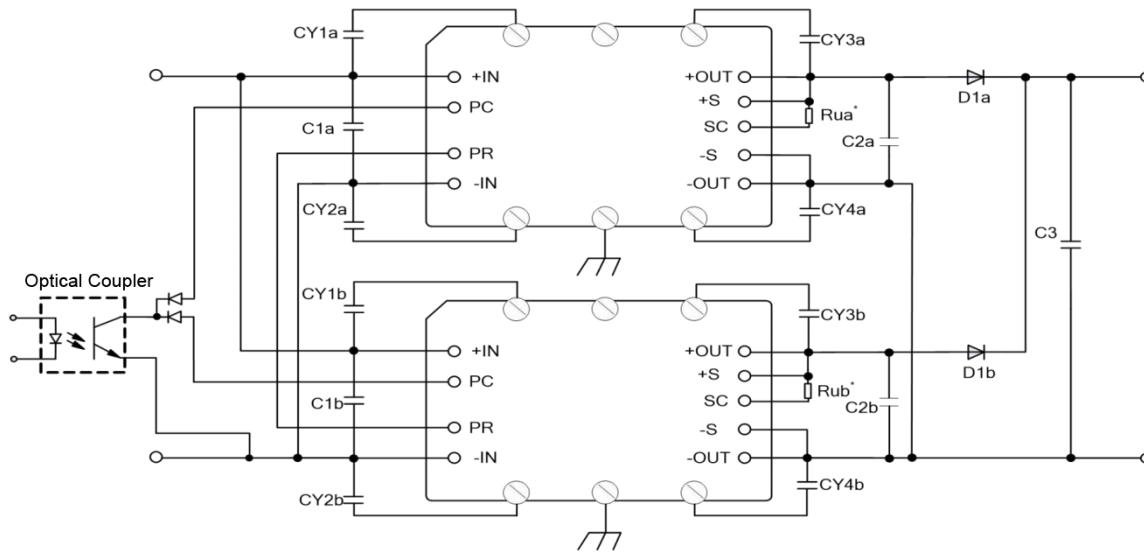 CY1a
CY3a
+IN
+OUT
D1a
PC
+S
Rua*
C1a
SC
C2a
PR
-S
-IN
-OUT
CY2a
CY4a
C3
Optical Coupler
CY1b
CY3b
+IN
+OUT
D1b
PC
+S
Rub*
C1b
SC
C2b
PR
-S
-IN
-OUT
CY2b
CY4b